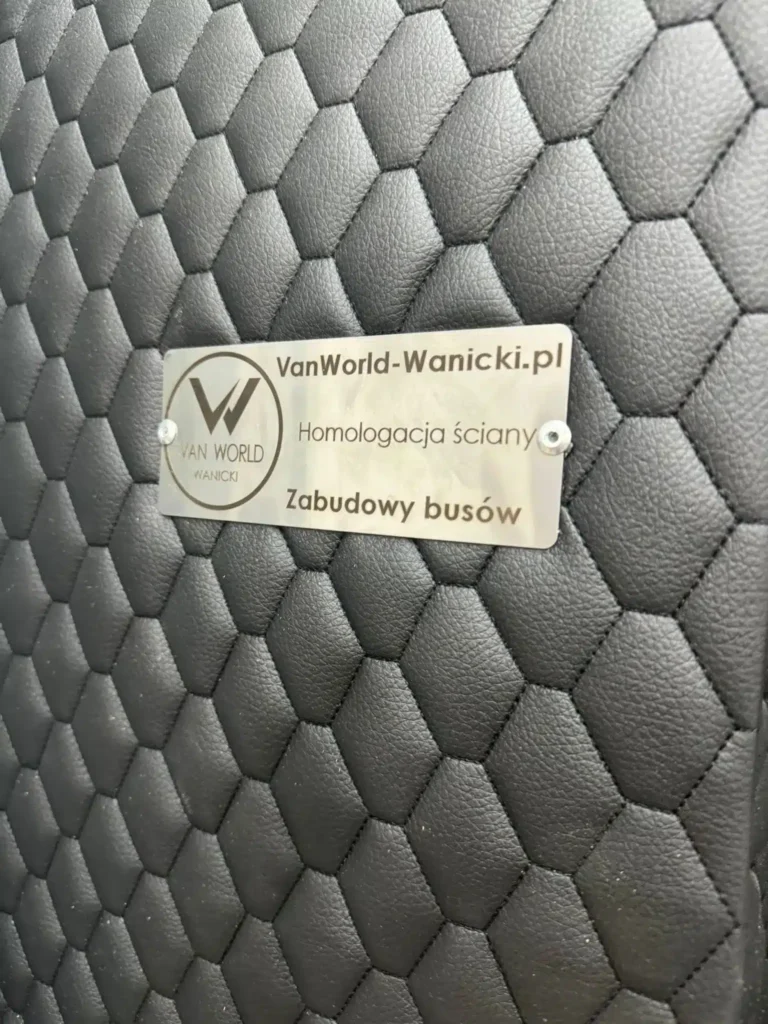 VanWorld-Wanicki.pl
VAN WORLD
WANICKI
Homologacja ściany
Zabudowy busów